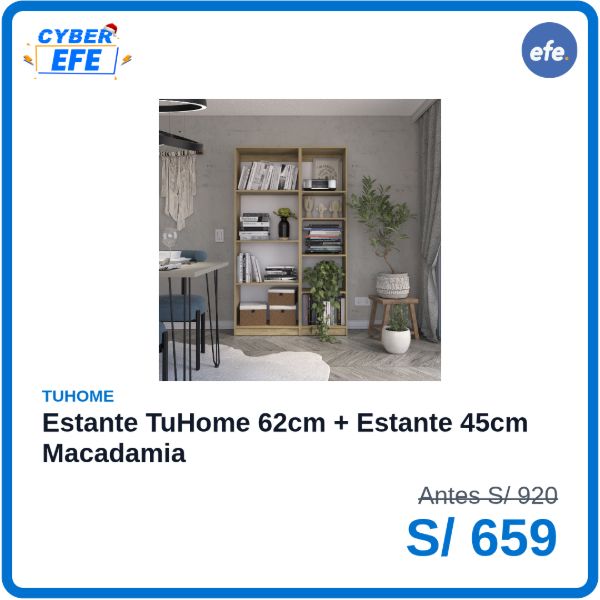 CYBER
EFE
efe.
TUHOME
Estante TuHome 62cm + Estante 45cm
Macadamia
Antes S/ 920
S/ 659